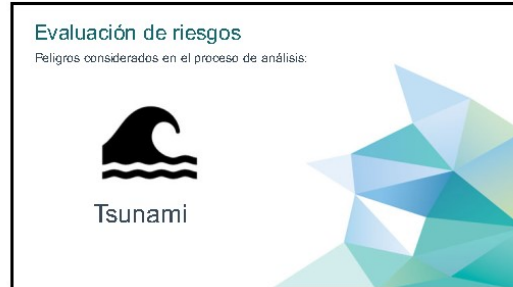 Evaluación de riesgos
Peligros considerados en el proceso de análisis:
Tsunami